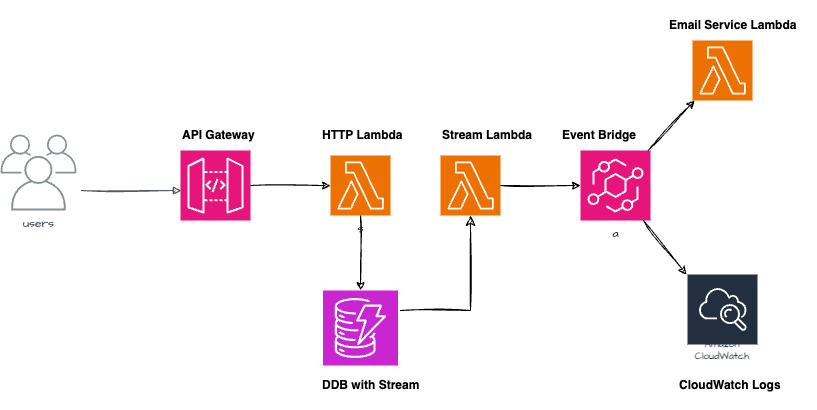 Email Service Lambda
API Gateway
HTTP Lambda
Stream Lambda
Event Bridge
</>
users
s
a
Amazon
CloudWatch
DDB with Stream
CloudWatch Logs